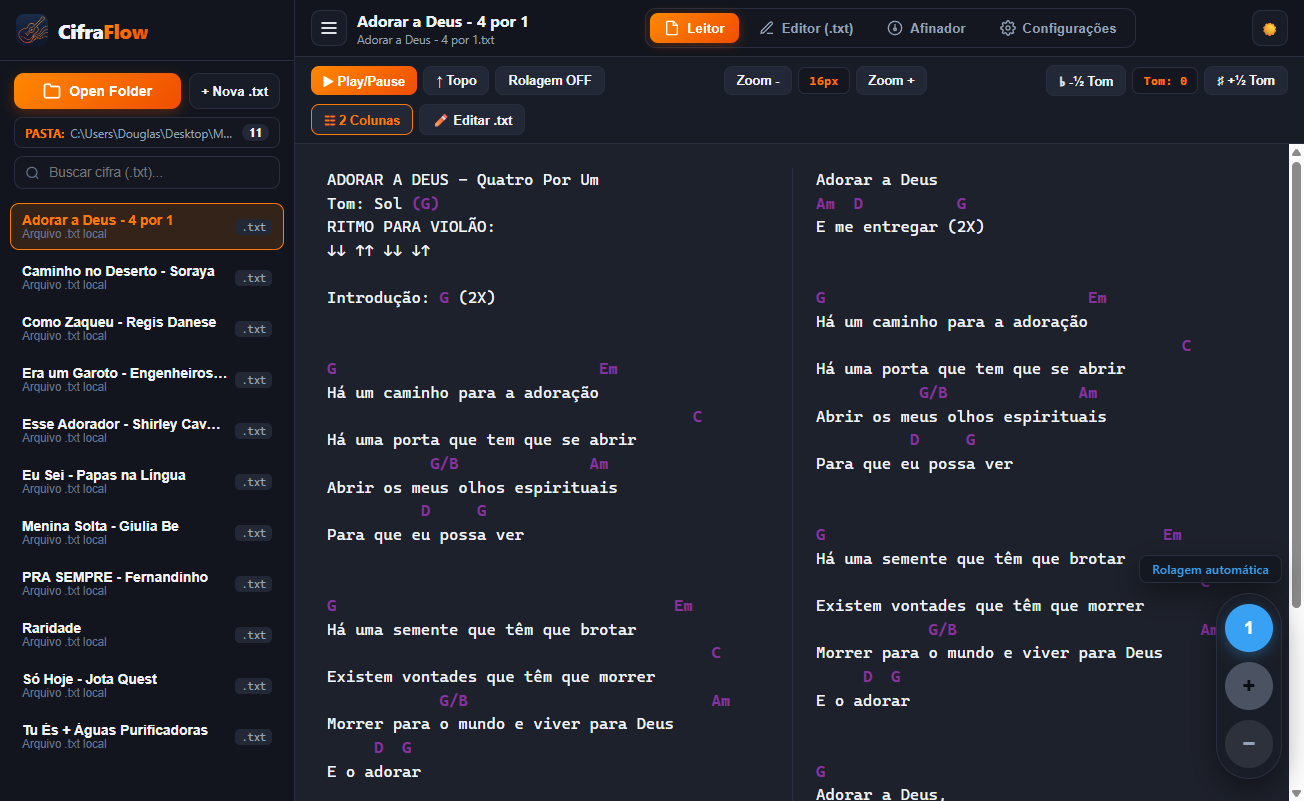 CifraFlow
Open Folder
+ Nova .txt
PASTA: C:\Users\Douglas\Desktop\M... 11
Buscar cifra (.txt)...
Adorar a Deus - 4 por 1
Arquivo .txt local
.txt
Caminho no Deserto - Soraya
Arquivo .txt local
.txt
Como Zaqueu - Regis Danese
Arquivo .txt local
.txt
Era um Garoto - Engenheiros...
Arquivo .txt local
.txt
Esse Adorador - Shirley Cav...
Arquivo .txt local
.txt
Eu Sei - Papas na Língua
Arquivo .txt local
.txt
Menina Solta - Giulia Be
Arquivo .txt local
.txt
PRA SEMPRE - Fernandinho
Arquivo .txt local
.txt
Raridade
Arquivo .txt local
.txt
Só Hoje - Jota Quest
Arquivo .txt local
.txt
Tu És + Águas Purificadoras
Arquivo .txt local
.txt
Adorar a Deus - 4 por 1
Adorar a Deus - 4 por 1.txt
Leitor
Editor (.txt)
Afinador
Configurações
▶ Play/Pause
↑ Topo
Rolagem OFF
Zoom -
16px
Zoom +
♭ -½ Tom
Tom: 0
♯ +½ Tom
☷ 2 Colunas
Editar .txt
ADORAR A DEUS – Quatro Por Um
Tom: Sol (G)
RITMO PARA VIOLÃO:
↓↓ ↑↑ ↓↓ ↓↑
Introdução: G (2X)
G Em
Há um caminho para a adoração
C
Há uma porta que tem que se abrir
G/B Am
Abrir os meus olhos espirituais
D G
Para que eu possa ver
G Em
Há uma semente que têm que brotar
C
Existem vontades que têm que morrer
G/B Am
Morrer para o mundo e viver para Deus
D G
E o adorar
Adorar a Deus
Am D G
E me entregar (2X)
G Em
Há um caminho para a adoração
C
Há uma porta que tem que se abrir
G/B Am
Abrir os meus olhos espirituais
D G
Para que eu possa ver
G Em
Há uma semente que têm que brotar
C
Existem vontades que têm que morrer
G/B Am
Morrer para o mundo e viver para Deus
D G
E o adorar
G
Adorar a Deus,
Rolagem automática
1
+
−